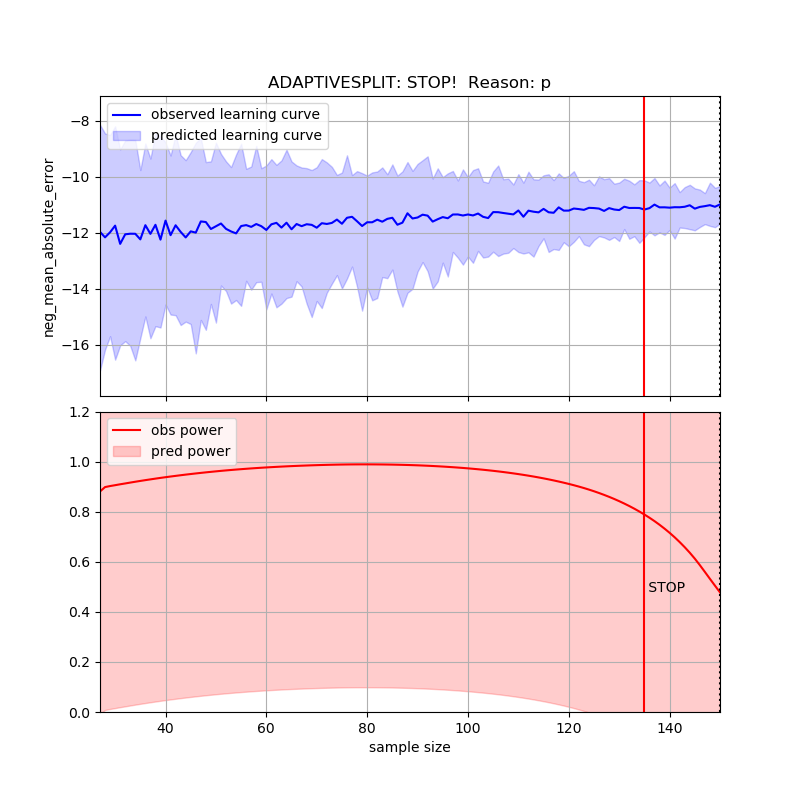 ADAPTIVESPLIT: STOP!  Reason: p
observed learning curve
predicted learning curve
neg_mean_absolute_error
−8
−10
−12
−14
−16
obs power
pred power
STOP
1.2
1.0
0.8
0.6
0.4
0.2
0.0
40 60 80 100 120 140
sample size